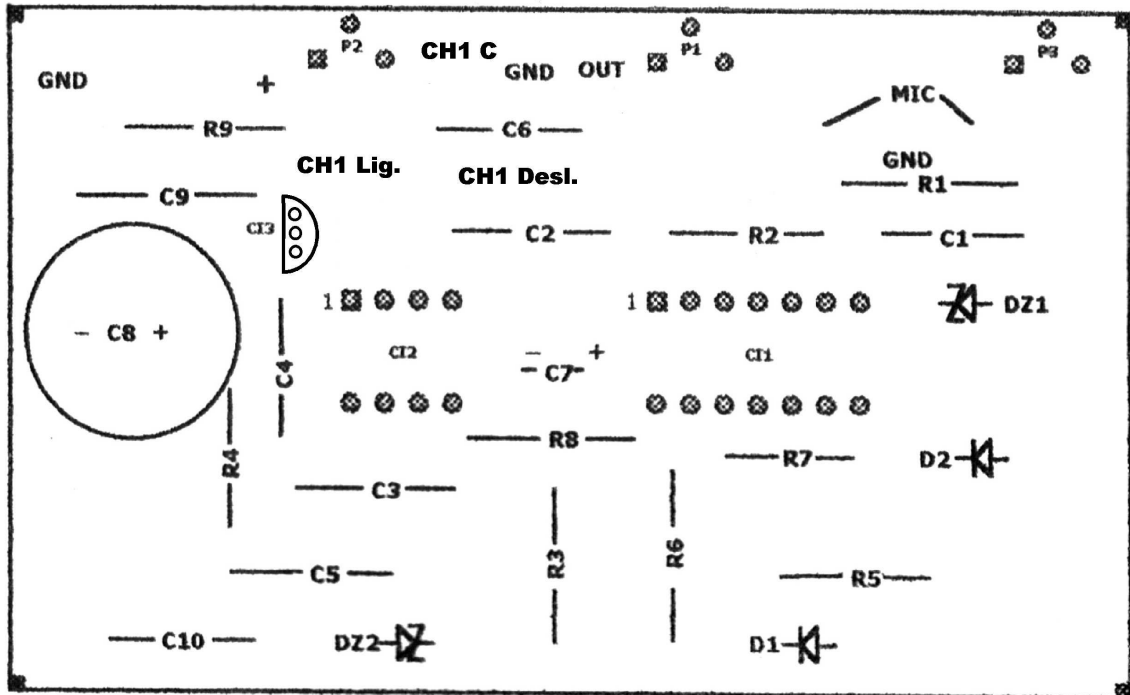 P2
CH1 C
P1
P3
GND
+
GND
OUT
MIC
R9
C6
GND
CH1 Lig.
CH1 Desl.
R1
C9
CI3
C2
R2
C1
1
1
DZ1
- C8 +
CI2
- +
C7
CI1
C4
R8
R4
R7
D2
C3
R3
R6
C5
R5
C10
DZ2
D1